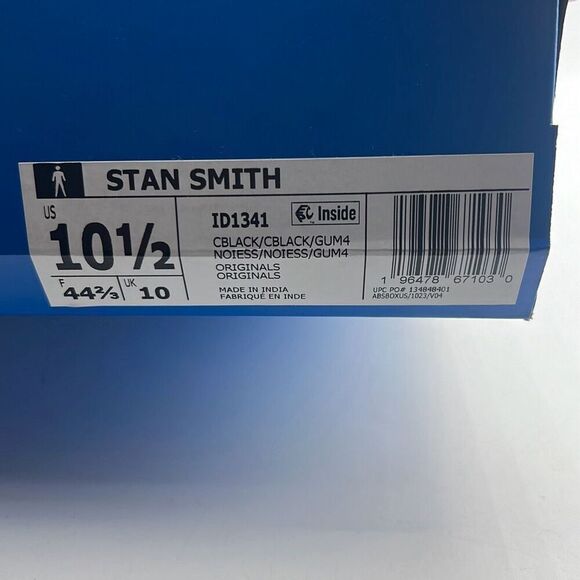 STAN SMITH
US
10½
F
44⅔
UK
10
ID1341
Inside
CBLACK/CBLACK/GUM4
NOIESS/NOIESS/GUM4
ORIGINALS
ORIGINALS
MADE IN INDIA
FABRIQUÉ EN INDE
1 96478 67103 0
UPC PO# 134848401
ABSBOXUS/1023/V04